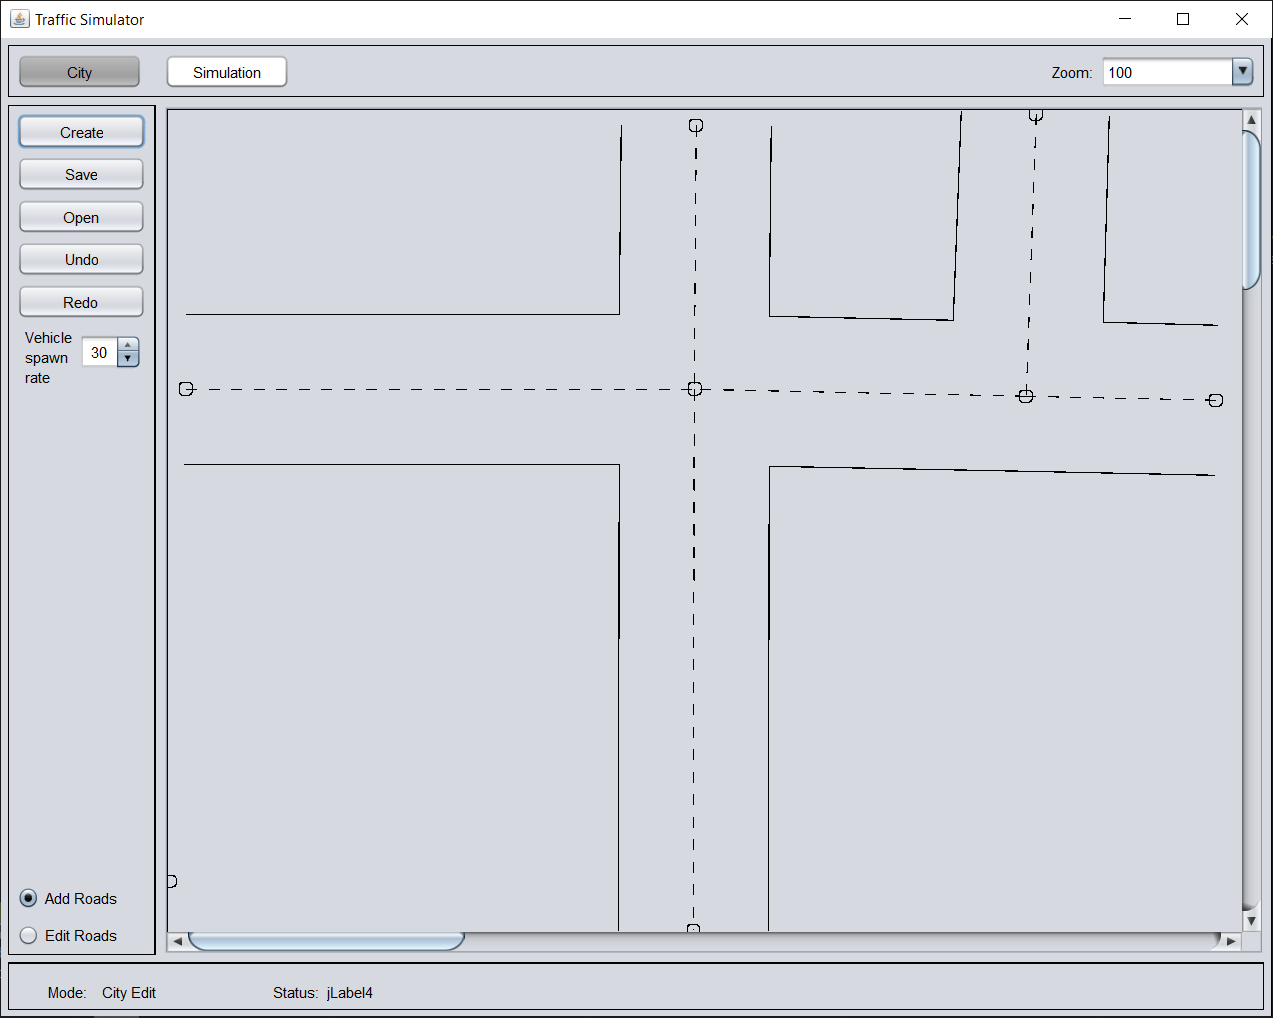 Traffic Simulator
City
Simulation
Zoom: 100
Create
Save
Open
Undo
Redo
Vehicle
spawn
rate
30
Add Roads
Edit Roads
Mode: City Edit
Status: jLabel4